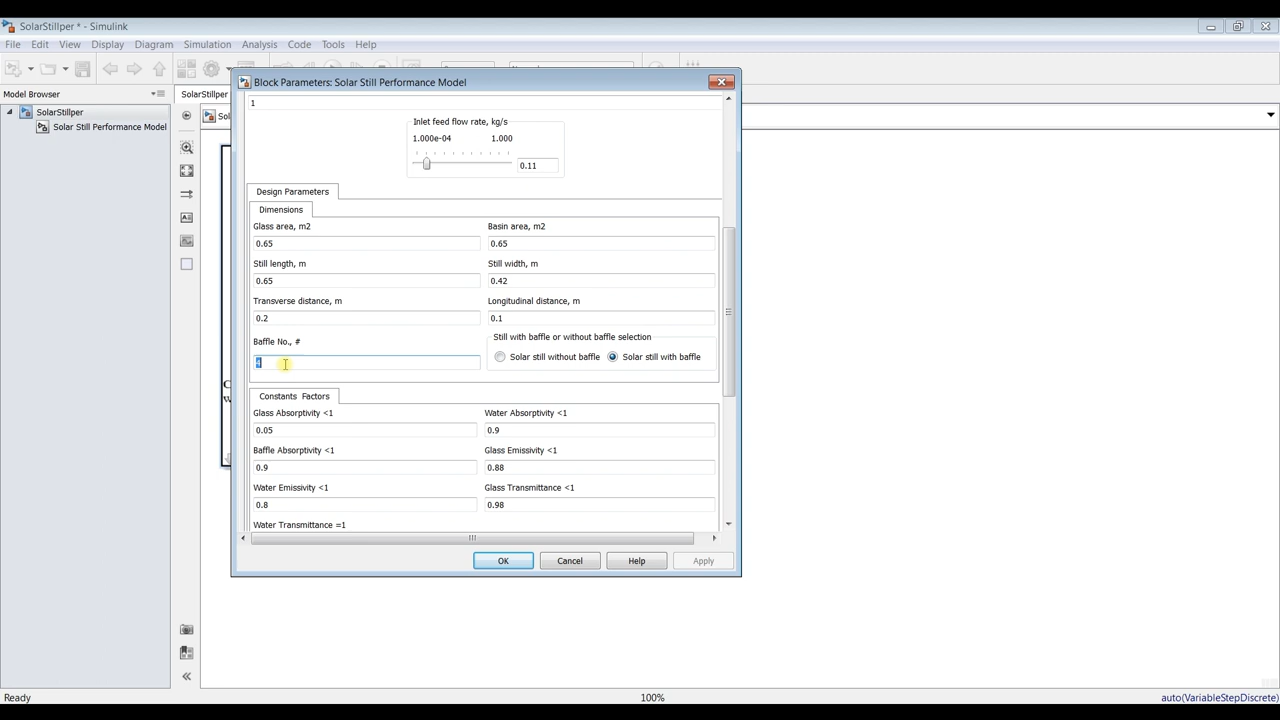 SolarStillper * - Simulink
File Edit View Display Diagram Simulation Analysis Code Tools Help
Model Browser
SolarStillper
SolarStillper
Solar Still Performance Model
Block Parameters: Solar Still Performance Model
1
Inlet feed flow rate, kg/s
1.000e-04 1.000
0.11
Design Parameters
Dimensions
Glass area, m2 Basin area, m2
0.65 0.65
Still length, m Still width, m
0.65 0.42
Transverse distance, m Longitudinal distance, m
0.2 0.1
Baffle No., # Still with baffle or without baffle selection
Solar still without baffle Solar still with baffle
Constants Factors
Glass Absorptivity <1 Water Absorptivity <1
0.05 0.9
Baffle Absorptivity <1 Glass Emissivity <1
0.9 0.88
Water Emissivity <1 Glass Transmittance <1
0.8 0.98
Water Transmittance =1
OK Cancel Help Apply
Ready 100% auto(VariableStepDiscrete)